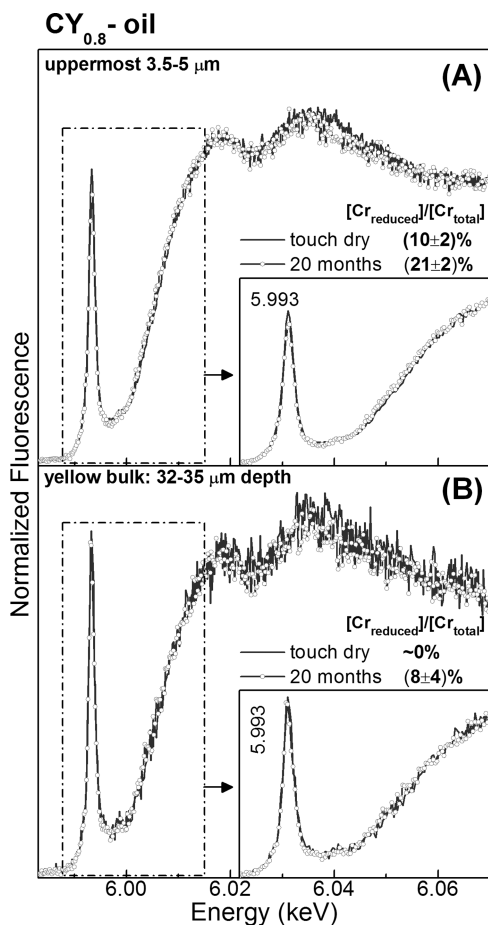 CY0.8- oil
uppermost 3.5-5 μm
(A)
[Crreduced]/[Crtotal]
touch dry (10±2)%
20 months (21±2)%
5.993
Normalized Fluorescence
yellow bulk: 32-35 μm depth
(B)
[Crreduced]/[Crtotal]
touch dry ~0%
20 months (8±4)%
5.993
6.00 6.02 6.04 6.06
Energy (keV)